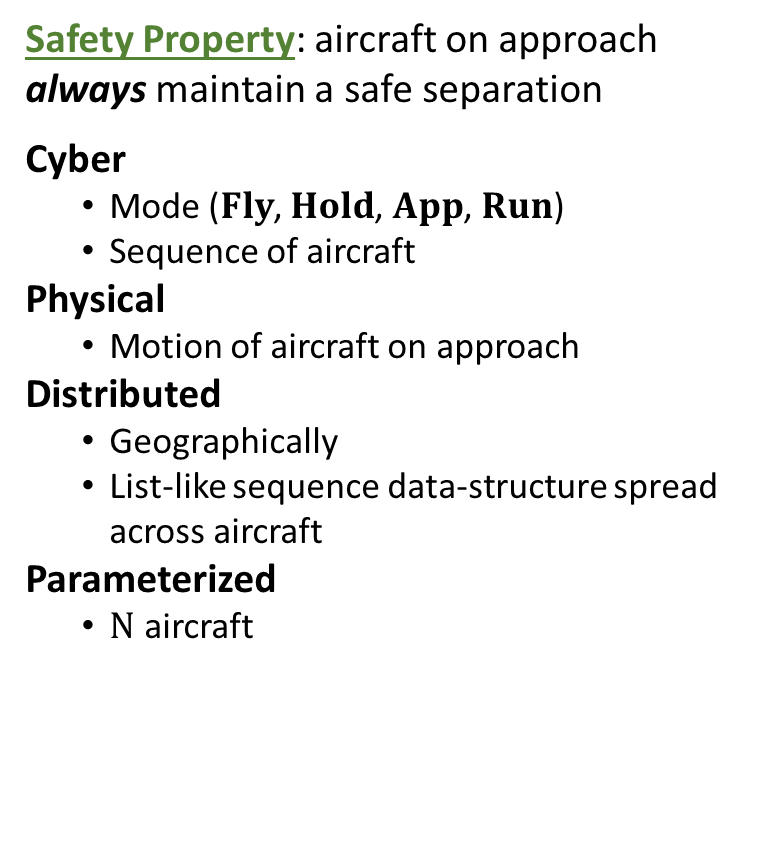 Safety Property: aircraft on approach
always maintain a safe separation
Cyber
• Mode (Fly, Hold, App, Run)
• Sequence of aircraft
Physical
• Motion of aircraft on approach
Distributed
• Geographically
• List-like sequence data-structure spread
across aircraft
Parameterized
• N aircraft